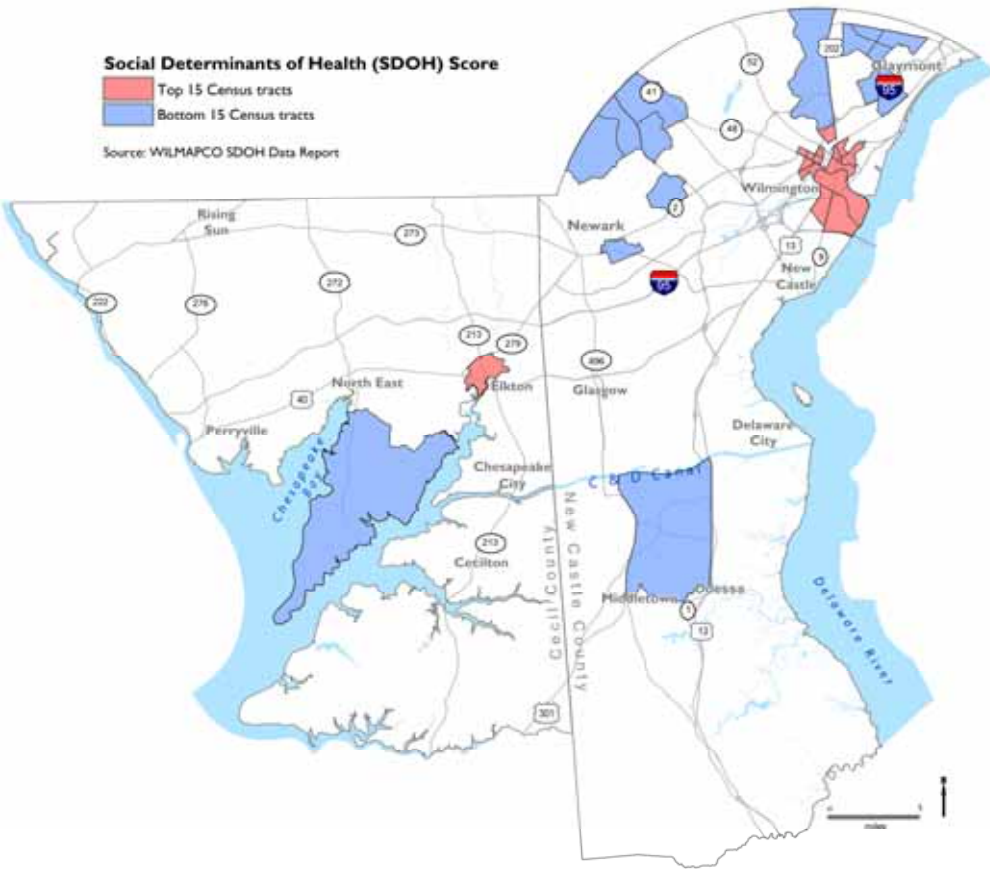 Social Determinants of Health (SDOH) Score
Top 15 Census tracts
Bottom 15 Census tracts
Source: WILMAPCO SDOH Data Report
202
Claymont
95
52
41
48
Wilmington
2
Rising
Sun
273
Newark
13
9
New
Castle
95
222
276
272
213
279
896
North East
Elkton
Glasgow
40
Perryville
Delaware
City
Chesapeake
Bay
Chesapeake
City
C & D Canal
213
Cecilton
Cecil County
New Castle County
Middletown
Odessa
1
13
Delaware River
301
miles